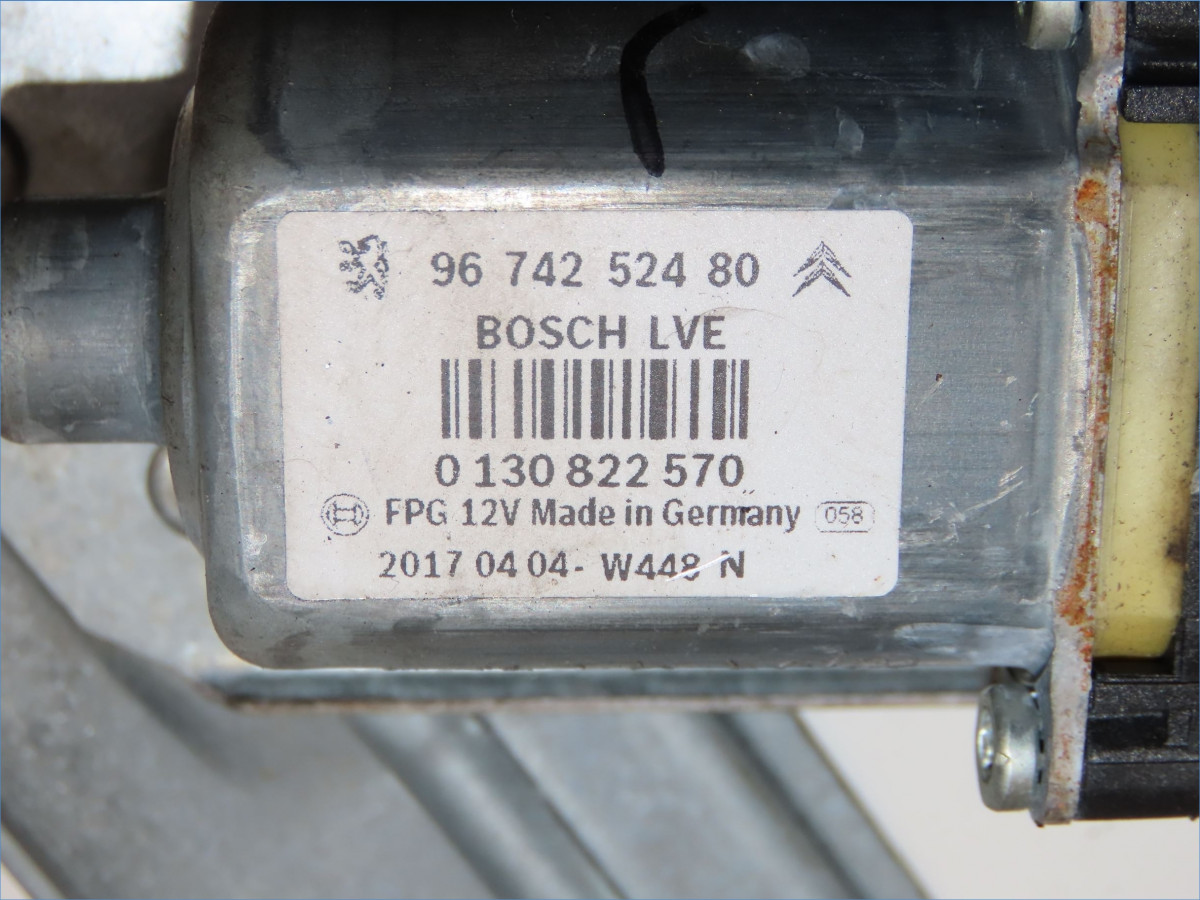 96 742 524 80
BOSCH LVE
0 130 822 570
FPG 12V Made in Germany 058
2017 04 04- W448 N